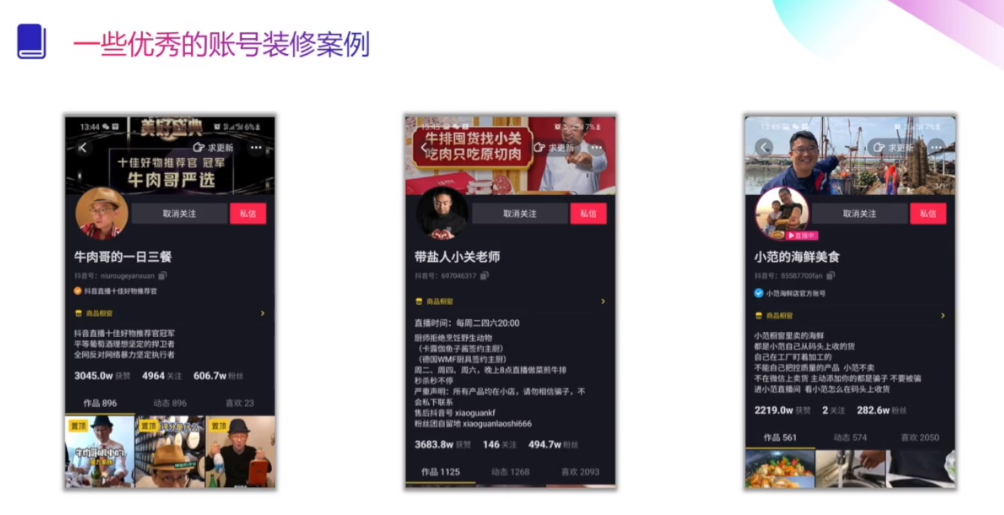 一些优秀的账号装修案例
13:44
美好盛典
求更新
十佳好物推荐官 冠军
牛肉哥严选
取消关注
私信
牛肉哥的一日三餐
抖音号：niurougeyanxuan
抖音直播十佳好物推荐官
商品橱窗
抖音直播十佳好物推荐官冠军
平等葡萄酒理想坚定的捍卫者
全网反对网络暴力坚定执行者
3045.0w 获赞 4964 关注 606.7w 粉丝
作品 896 动态 896 喜欢 23
置顶 置顶 置顶
牛排囤货找小关
求更新
吃肉只吃原切肉
取消关注
私信
带盐人小关老师
抖音号：697046317
商品橱窗
直播时间：每周二四六20:00
厨师拒绝烹饪野生动物
（卡露伽鱼子酱签约主厨）
（德国WMF厨具签约主厨）
周二、周四、周六，晚上8点直播做菜煎牛排
秒杀秒不停
严重声明：所有产品均在小店，请勿相信骗子，不
会私下联系
售后抖音号 xiaoguankf
粉丝团自留地 xiaoguanlaoshi666
3683.8w 获赞 146 关注 494.7w 粉丝
作品 1125 动态 1268 喜欢 2093
求更新
取消关注
私信
直播中
小范的海鲜美食
抖音号：85587700fan
小范海鲜店官方账号
商品橱窗
小范橱窗里卖的海鲜
都是小范自己从码头上收的货
自己在工厂盯着加工的
不能自己把控质量的产品 小范不卖
不在微信上卖货 主动添加你的都是骗子 不要被骗
进小范直播间 看小范怎么在码头上收货
2219.0w 获赞 2 关注 282.6w 粉丝
作品 561 动态 574 喜欢 2050